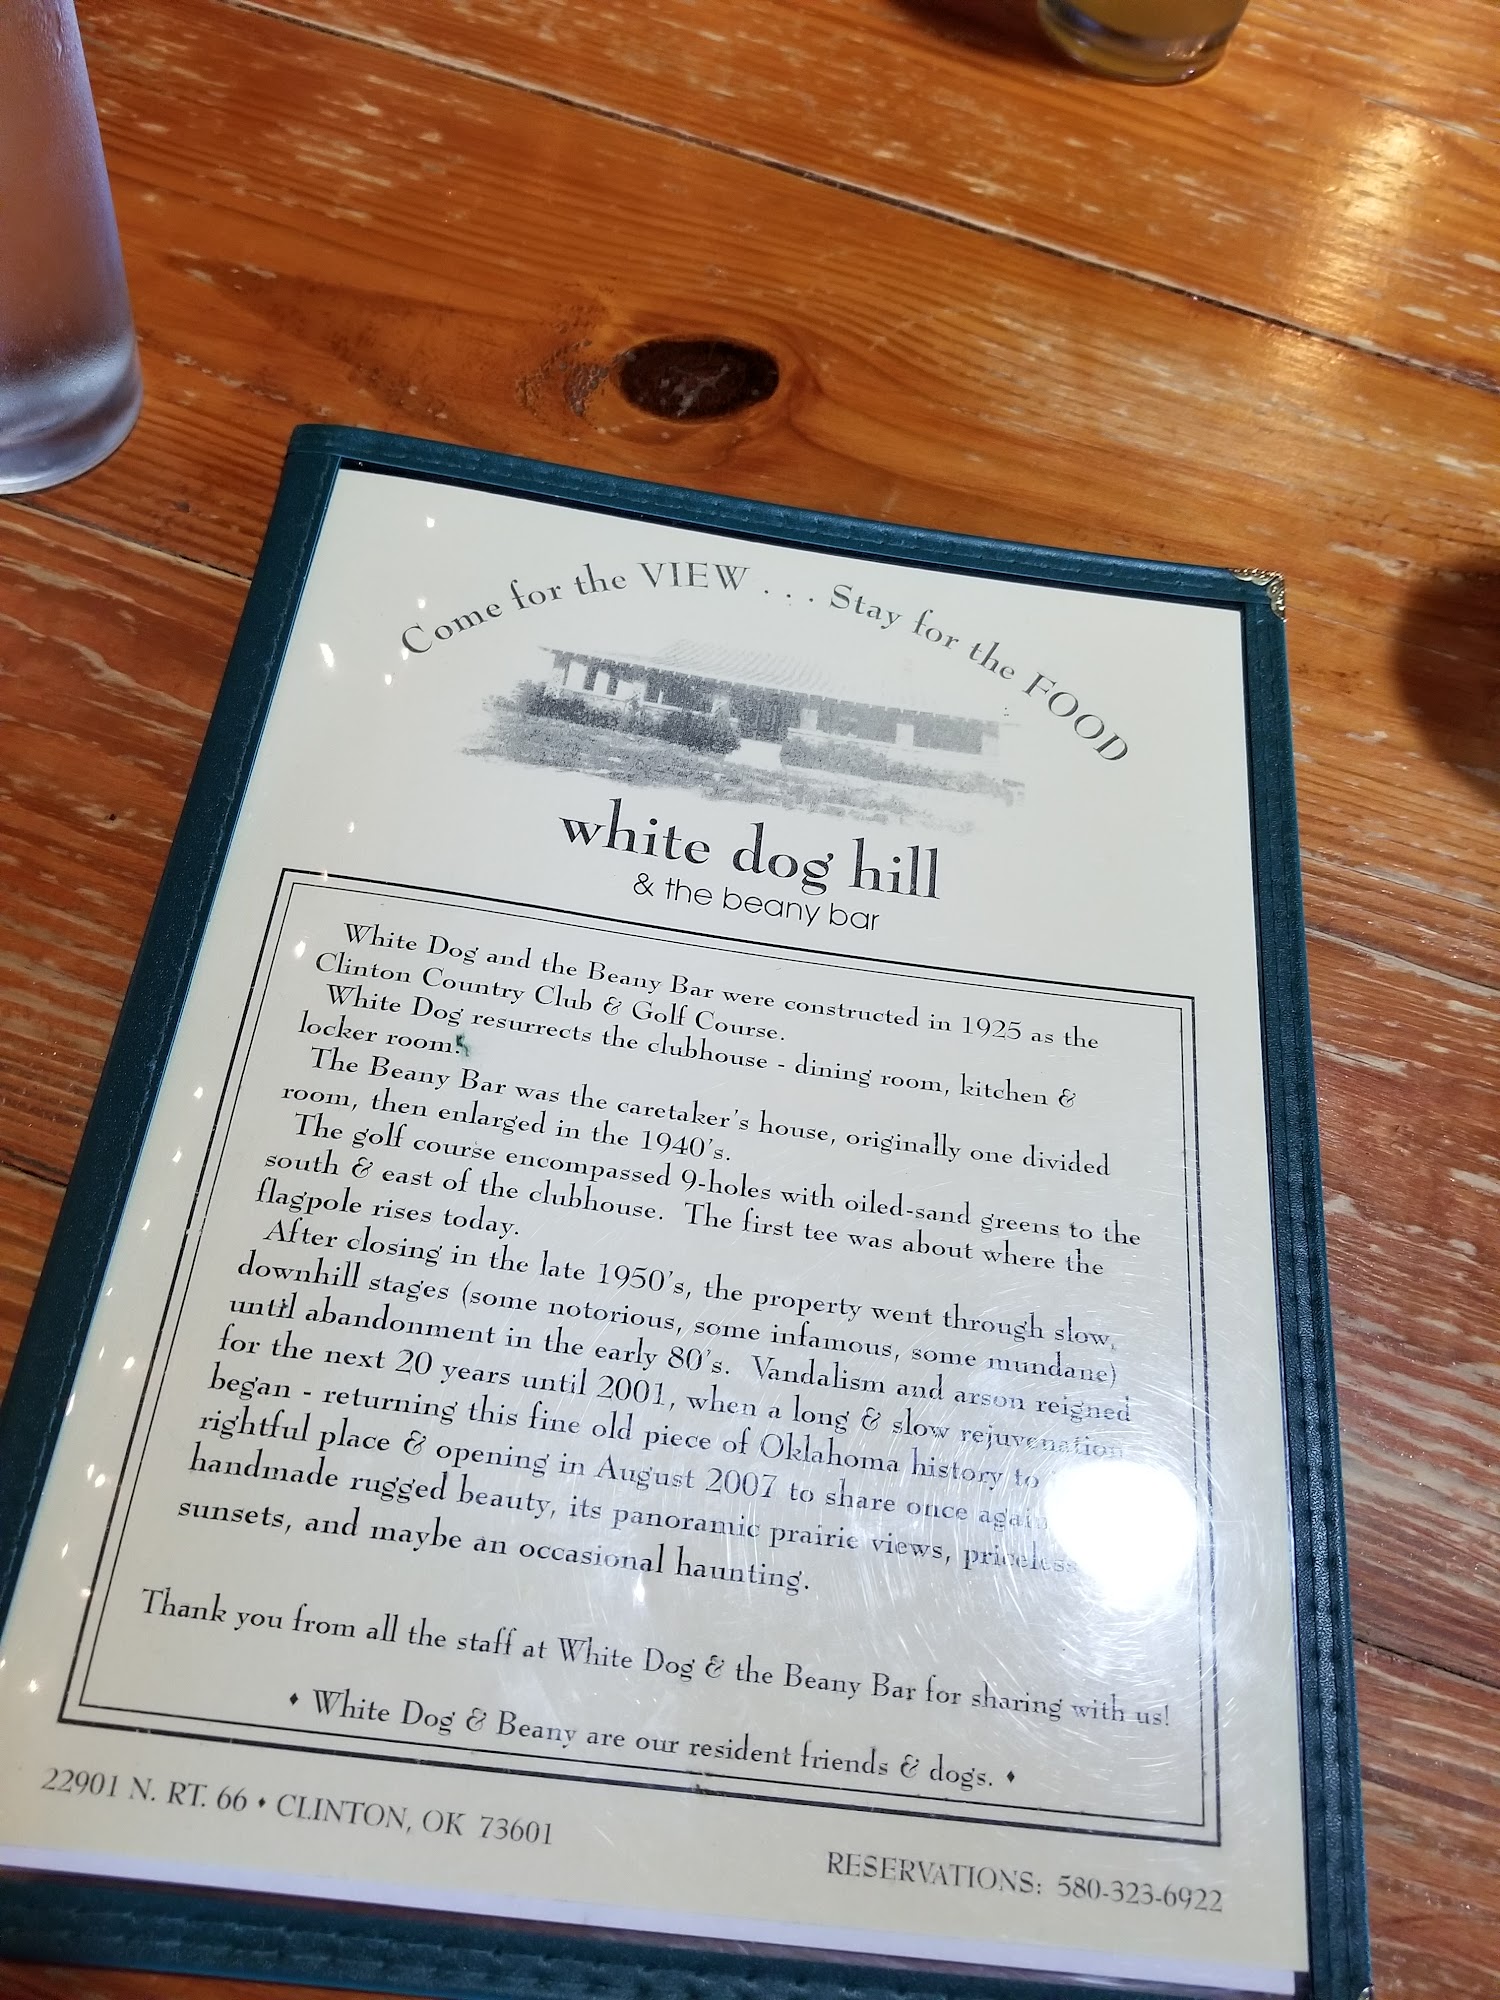 Come for the VIEW . . . Stay for the FOOD
white dog hill
& the beany bar
White Dog and the Beany Bar were constructed in 1925 as the
Clinton Country Club & Golf Course.
White Dog resurrects the clubhouse - dining room, kitchen &
locker room.
The Beany Bar was the caretaker's house, originally one divided
room, then enlarged in the 1940's.
The golf course encompassed 9-holes with oiled-sand greens to the
south & east of the clubhouse. The first tee was about where the
flagpole rises today.
After closing in the late 1950's, the property went through slow,
downhill stages (some notorious, some infamous, some mundane)
until abandonment in the early 80's. Vandalism and arson reigned
for the next 20 years until 2001, when a long & slow rejuvenation
began - returning this fine old piece of Oklahoma history to
rightful place & opening in August 2007 to share once again
handmade rugged beauty, its panoramic prairie views, priceless
sunsets, and maybe an occasional haunting.
Thank you from all the staff at White Dog & the Beany Bar for sharing with us!
♦ White Dog & Beany are our resident friends & dogs. ♦
22901 N. RT. 66 • CLINTON, OK 73601
RESERVATIONS: 580-323-6922